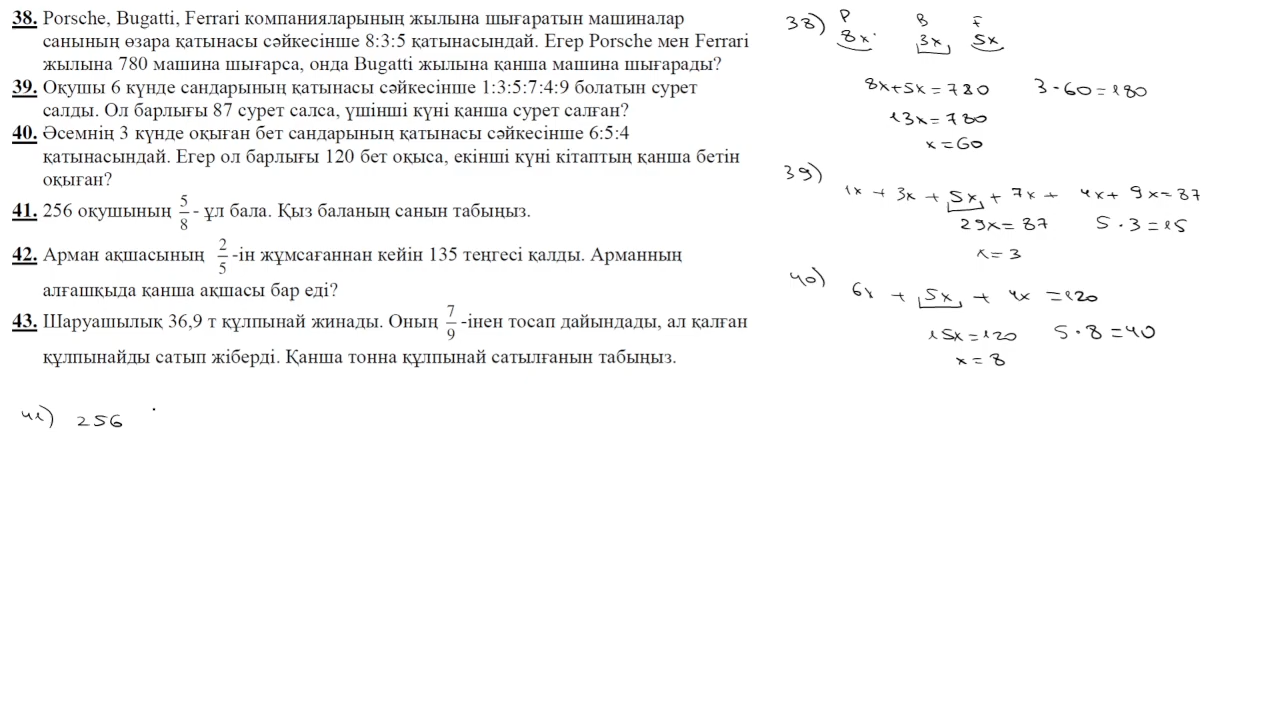 38. Porsche, Bugatti, Ferrari компанияларының жылына шығаратын машиналар
санының өзара қатынасы сәйкесінше 8:3:5 қатынасындай. Егер Porsche мен Ferrari
жылына 780 машина шығарса, онда Bugatti жылына қанша машина шығарады?
39. Оқушы 6 күнде сандарының қатынасы сәйкесінше 1:3:5:7:4:9 болатын сурет
салды. Ол барлығы 87 сурет салса, үшінші күні қанша сурет салған?
40. Әсемнің 3 күнде оқыған бет сандарының қатынасы сәйкесінше 6:5:4
қатынасындай. Егер ол барлығы 120 бет оқыса, екінші күні кітаптың қанша бетін
оқыған?
41. 256 оқушының 5/8 - ұл бала. Қыз баланың санын табыңыз.
42. Арман ақшасының 2/5 -ін жұмсағаннан кейін 135 теңгесі қалды. Арманның
алғашқыда қанша ақшасы бар еді?
43. Шаруашылық 36,9 т құлпынай жинады. Оның 7/9 -інен тосап дайындады, ал қалған
құлпынайды сатып жіберді. Қанша тонна құлпынай сатылғанын табыңыз.
41) 256
38) P B F
8x 3x 5x
8x+5x=780 3·60=180
13x=780
x=60
39)
1x + 3x + 5x + 7x + 4x + 9x=87
29x=87 5·3=15
x=3
40)
6x + 5x + 4x =120
15x=120 5·8=40
x=8